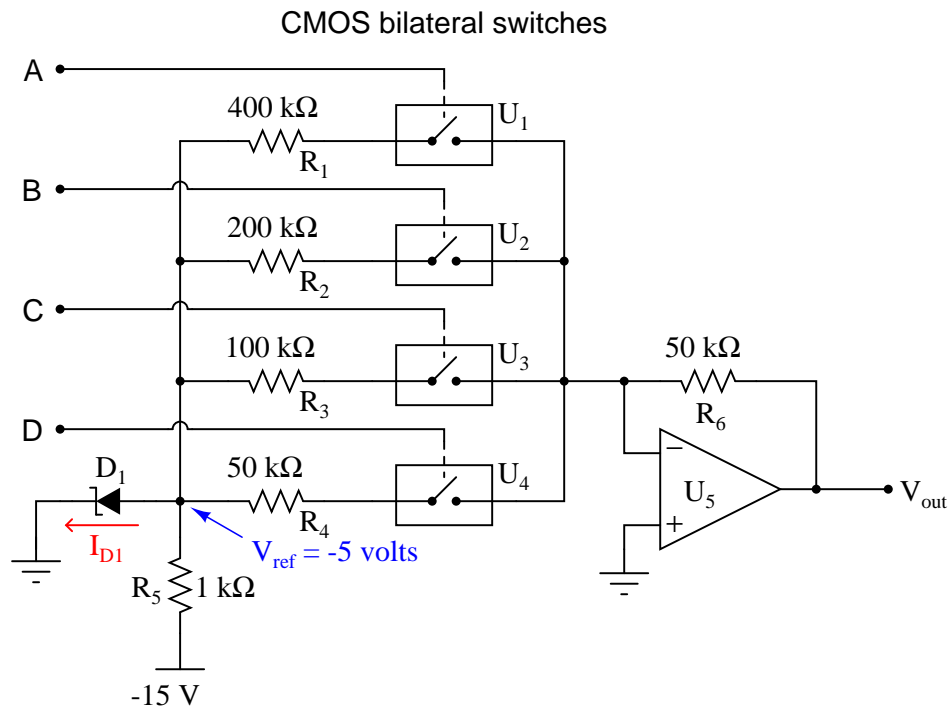 CMOS bilateral switches
A
400 kΩ
U1
R1
B
200 kΩ
U2
R2
C
100 kΩ
U3
R3
50 kΩ
R6
D
D1
50 kΩ
U4
R4
−
U5
+
Vout
ID1
Vref = -5 volts
R5 1 kΩ
-15 V